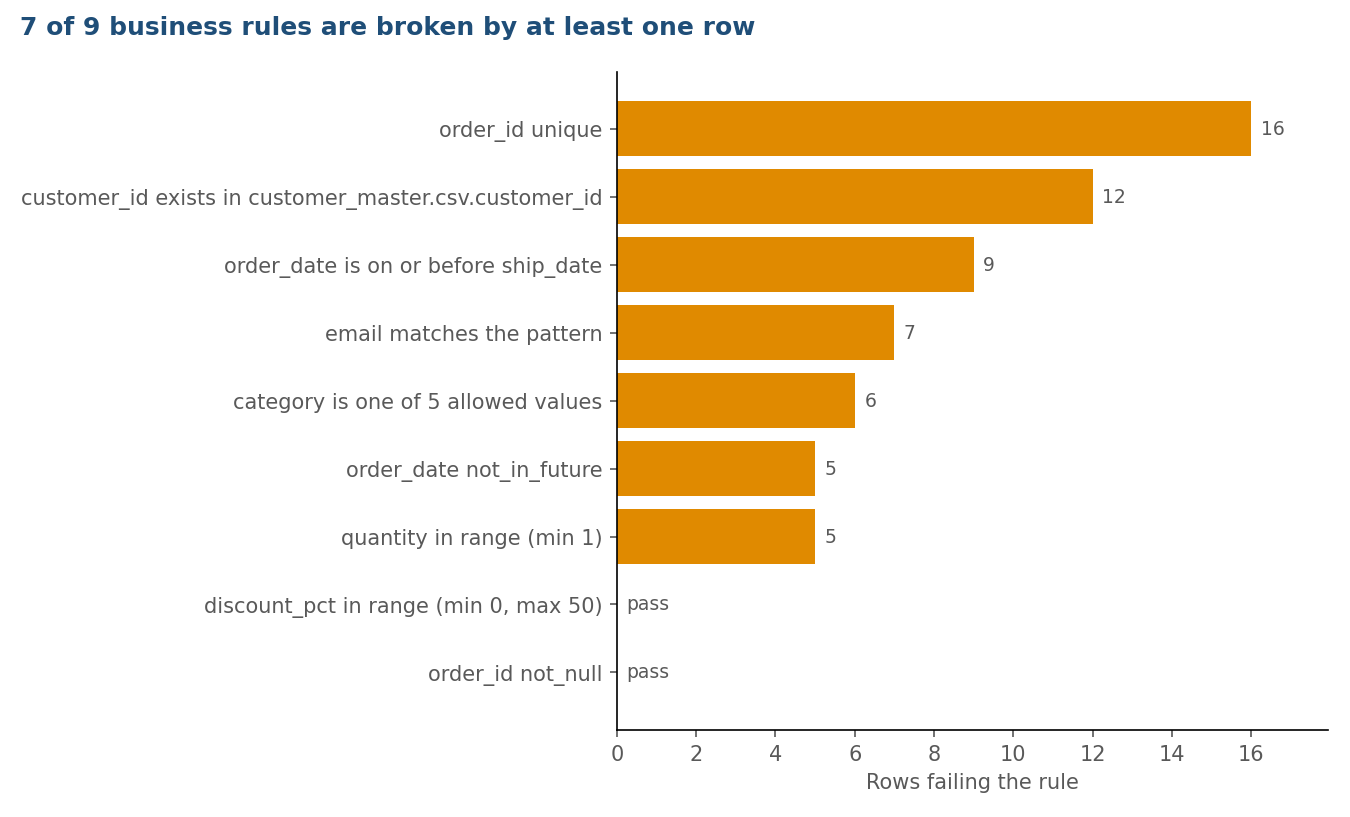 7 of 9 business rules are broken by at least one row
order_id unique 16
customer_id exists in customer_master.csv.customer_id 12
order_date is on or before ship_date 9
email matches the pattern 7
category is one of 5 allowed values 6
order_date not_in_future 5
quantity in range (min 1) 5
discount_pct in range (min 0, max 50) pass
order_id not_null pass
0 2 4 6 8 10 12 14 16
Rows failing the rule